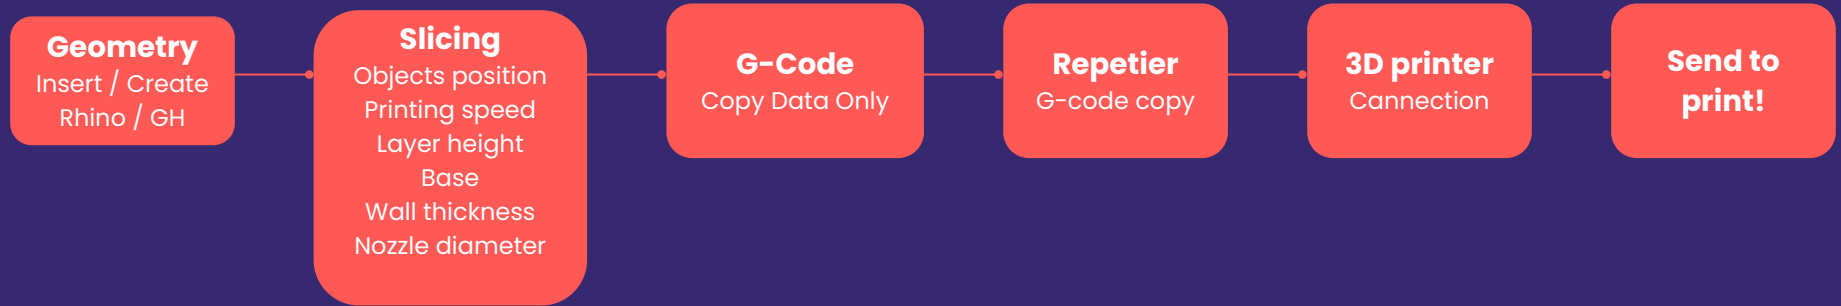 Geometry
Insert / Create
Rhino / GH
Slicing
Objects position
Printing speed
Layer height
Base
Wall thickness
Nozzle diameter
G-Code
Copy Data Only
Repetier
G-code copy
3D printer
Cannection
Send to
print!